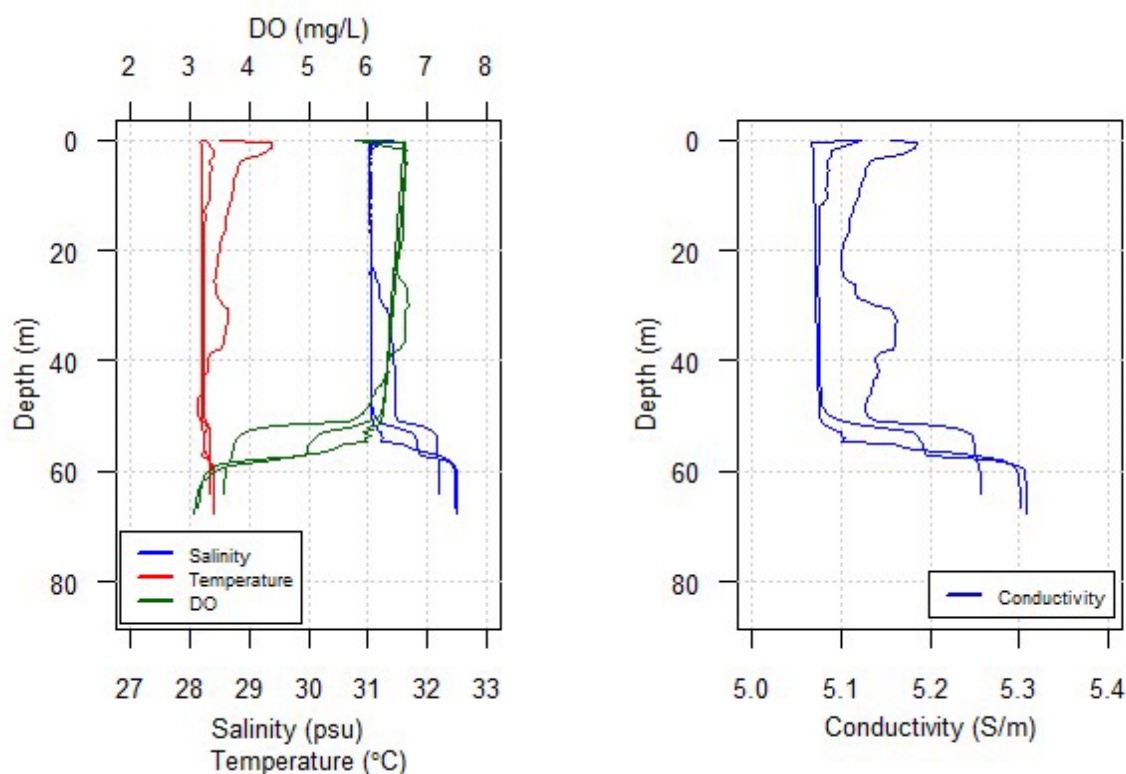 DO (mg/L)
2 3 4 5 6 7 8
0
20
40
60
80
Depth (m)
Salinity
Temperature
DO
27 28 29 30 31 32 33
Salinity (psu)
Temperature (°C)
0
20
40
60
80
Depth (m)
Conductivity
5.0 5.1 5.2 5.3 5.4
Conductivity (S/m)